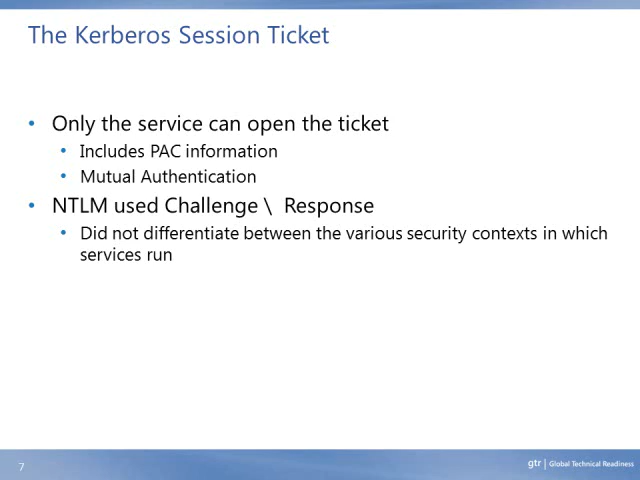 The Kerberos Session Ticket
• Only the service can open the ticket
• Includes PAC information
• Mutual Authentication
• NTLM used Challenge \ Response
• Did not differentiate between the various security contexts in which
services run
7
gtr | Global Technical Readiness